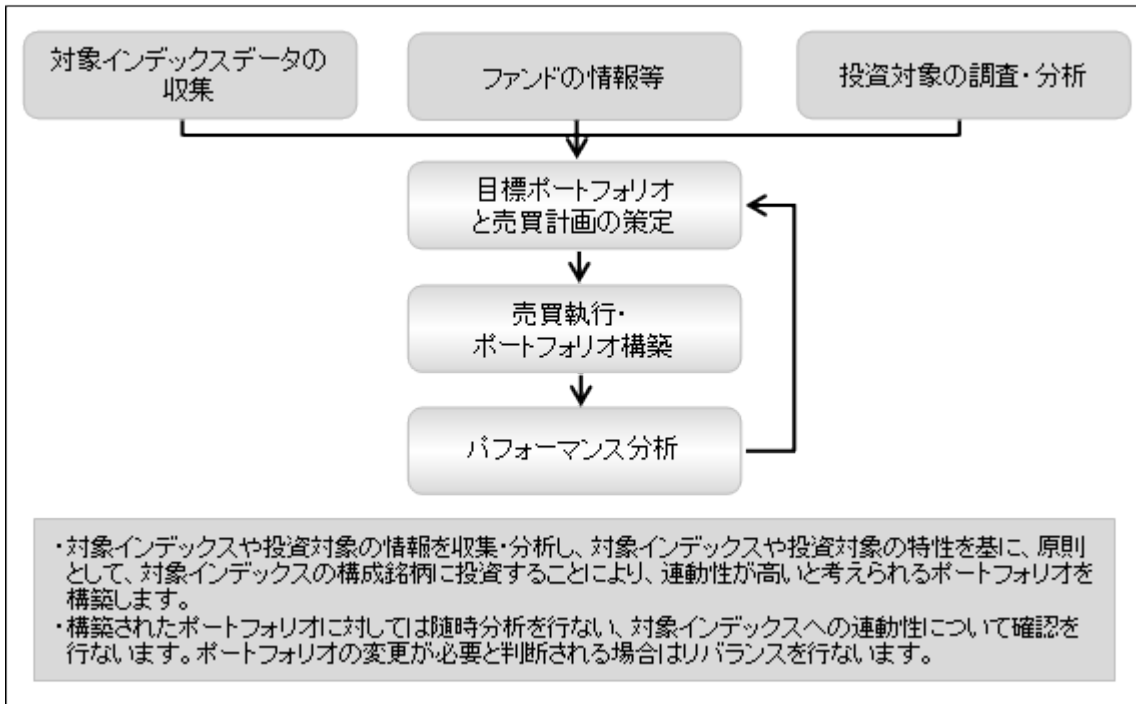 対象インデックスデータの
収集
ファンドの情報等
投資対象の調査・分析
目標ポートフォリオ
と売買計画の策定
売買執行・
ポートフォリオ構築
パフォーマンス分析
・対象インデックスや投資対象の情報を収集・分析し、対象インデックスや投資対象の特性を基に、原則
として、対象インデックスの構成銘柄に投資することにより、連動性が高いと考えられるポートフォリオを
構築します。
・構築されたポートフォリオに対しては随時分析を行ない、対象インデックスへの連動性について確認を
行ないます。ポートフォリオの変更が必要と判断される場合はリバランスを行ないます。